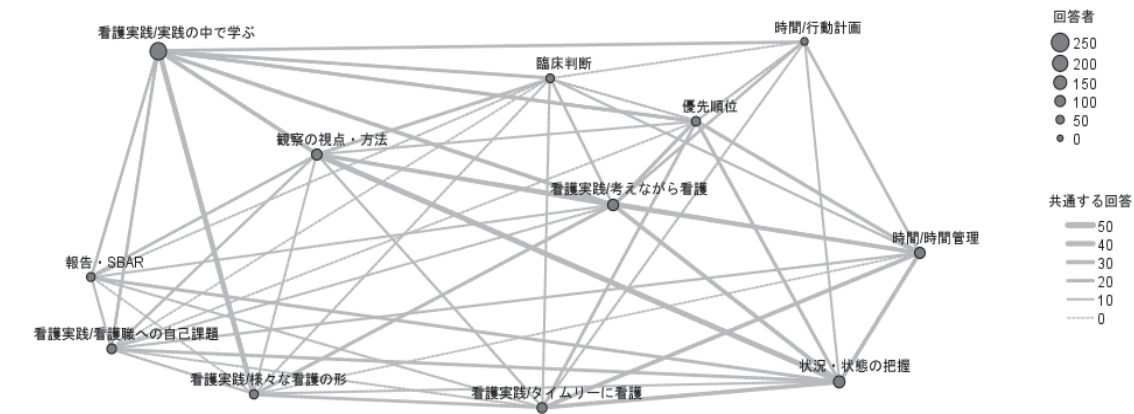 看護実践/実践の中で学ぶ
時間/行動計画
臨床判断
優先順位
観察の視点・方法
看護実践/考えながら看護
時間/時間管理
報告・SBAR
看護実践/看護職への自己課題
状況・状態の把握
看護実践/様々な看護の形
看護実践/タイムリーに看護
回答者
250
200
150
100
50
0
共通する回答
50
40
30
20
10
0